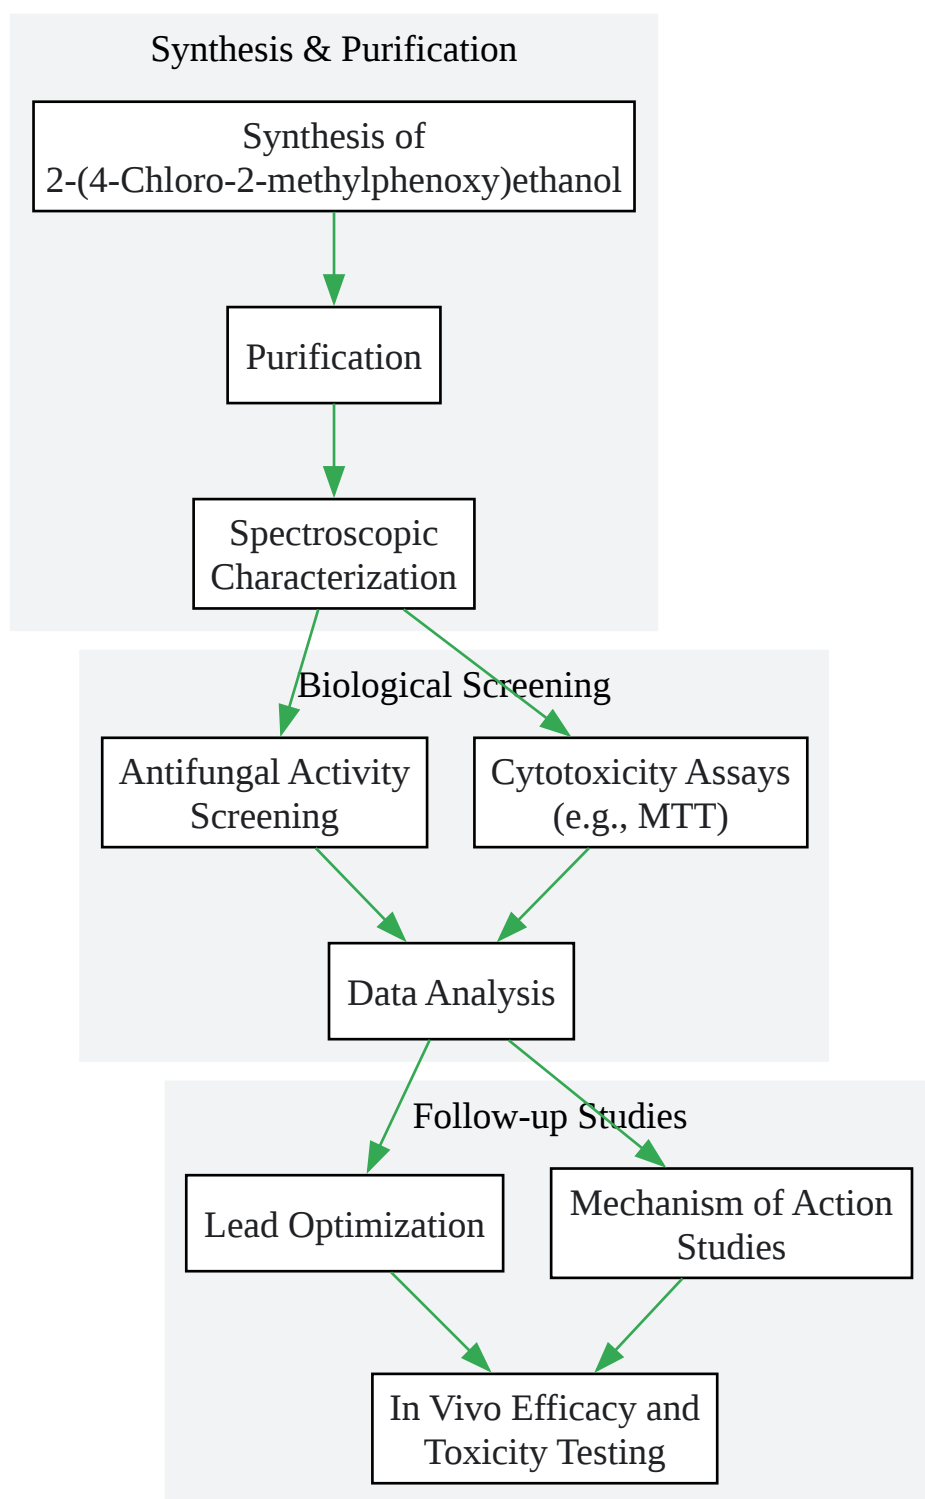 Synthesis & Purification
Synthesis of
2-(4-Chloro-2-methylphenoxy)ethanol
Purification
Spectroscopic
Characterization
Biological Screening
Antifungal Activity
Screening
Cytotoxicity Assays
(e.g., MTT)
Data Analysis
Follow-up Studies
Lead Optimization
Mechanism of Action
Studies
In Vivo Efficacy and
Toxicity Testing